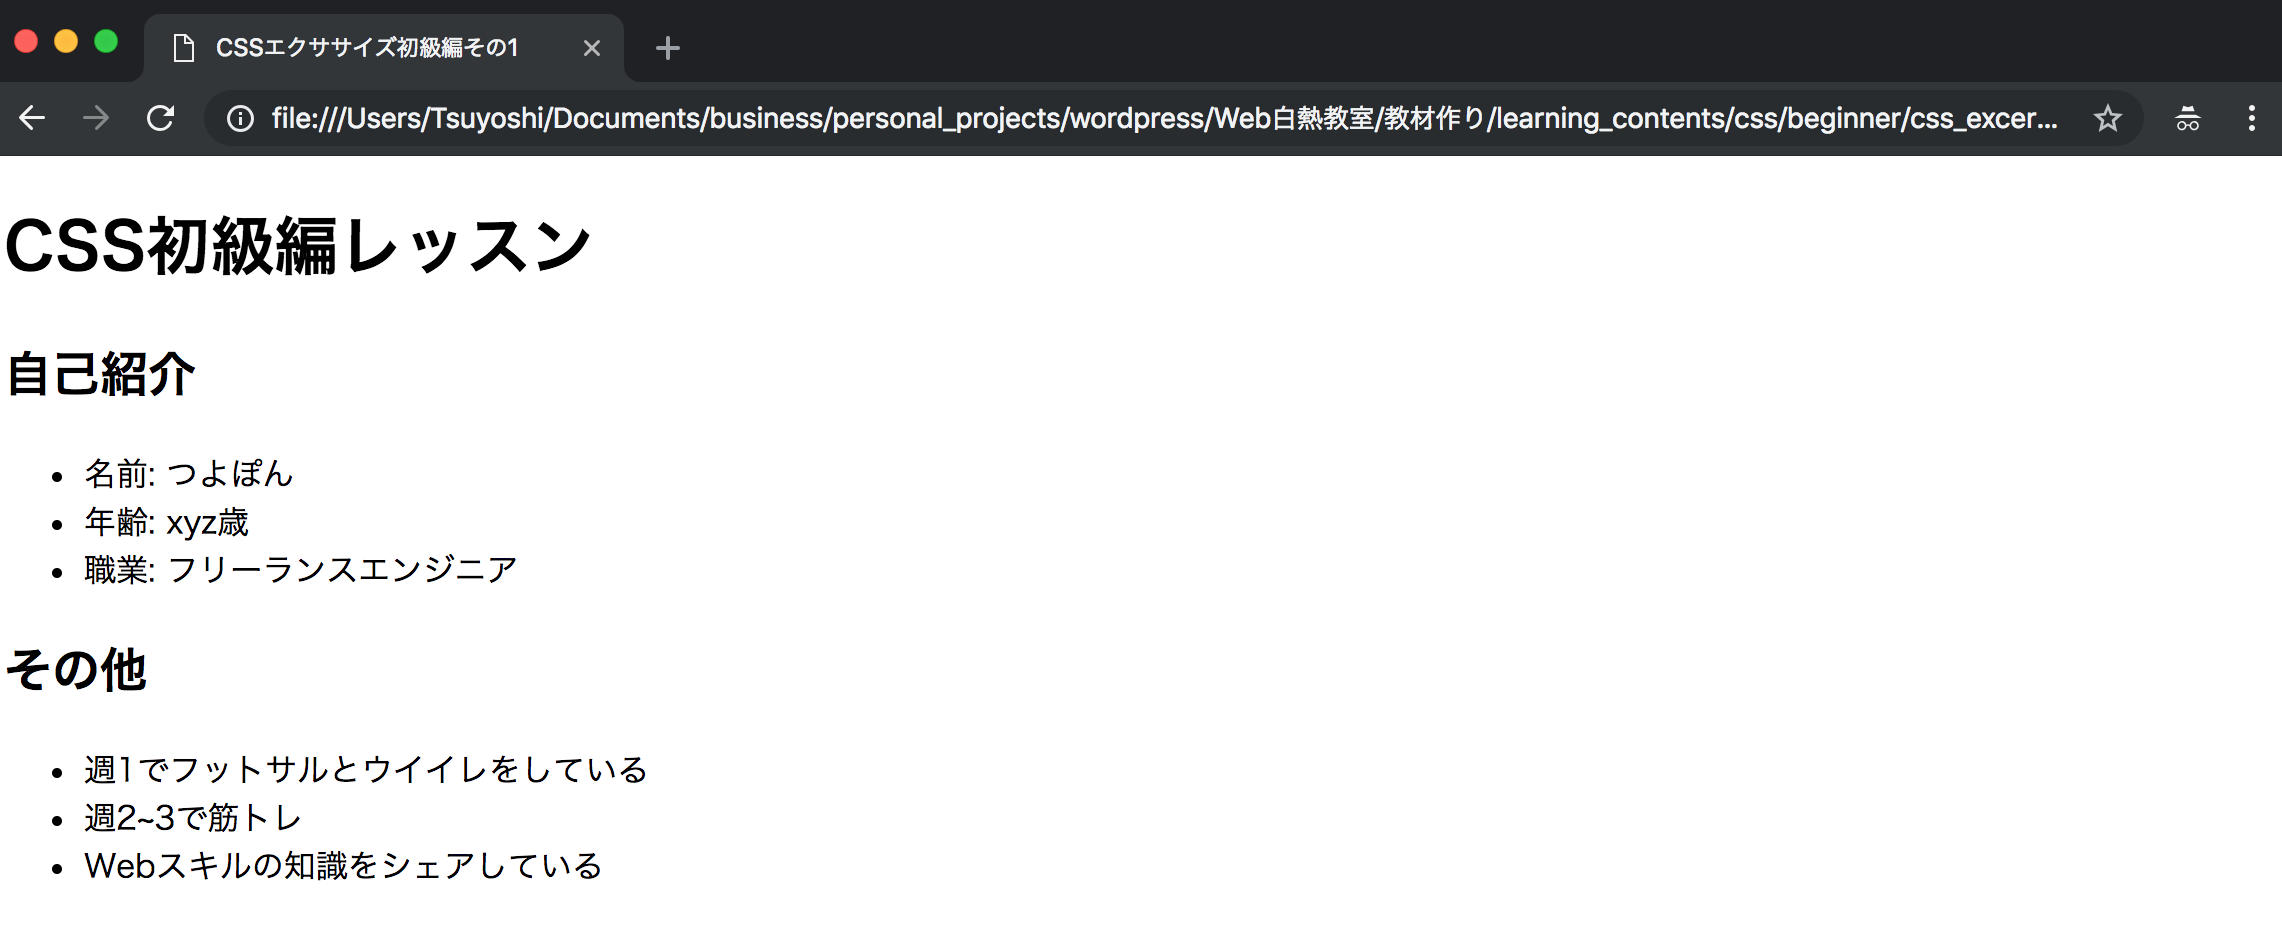 CSSエクササイズ初級編その1
file:///Users/Tsuyoshi/Documents/business/personal_projects/wordpress/Web白熱教室/教材作り/learning_contents/css/beginner/css_excer...
CSS初級編レッスン
自己紹介
• 名前: つよぽん
• 年齢: xyz歳
• 職業: フリーランスエンジニア
その他
• 週1でフットサルとウイイレをしている
• 週2~3で筋トレ
• Webスキルの知識をシェアしている